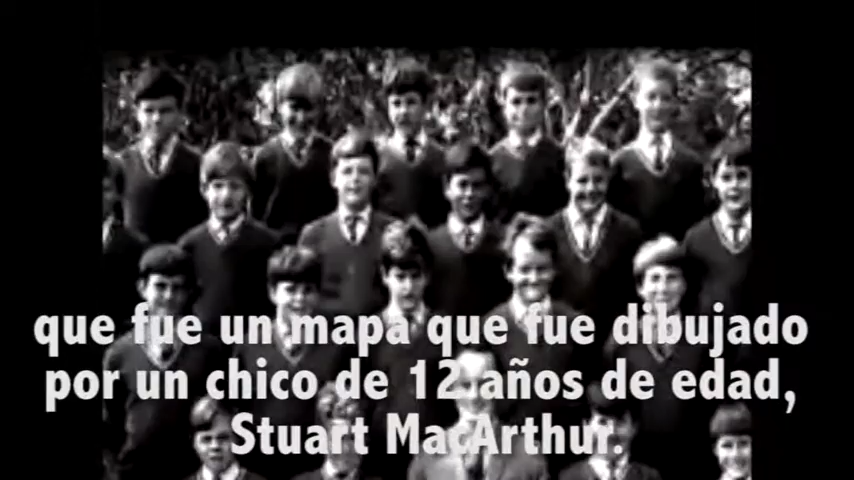 que fue un mapa que fue dibujado
por un chico de 12 años de edad,
Stuart MacArthur.